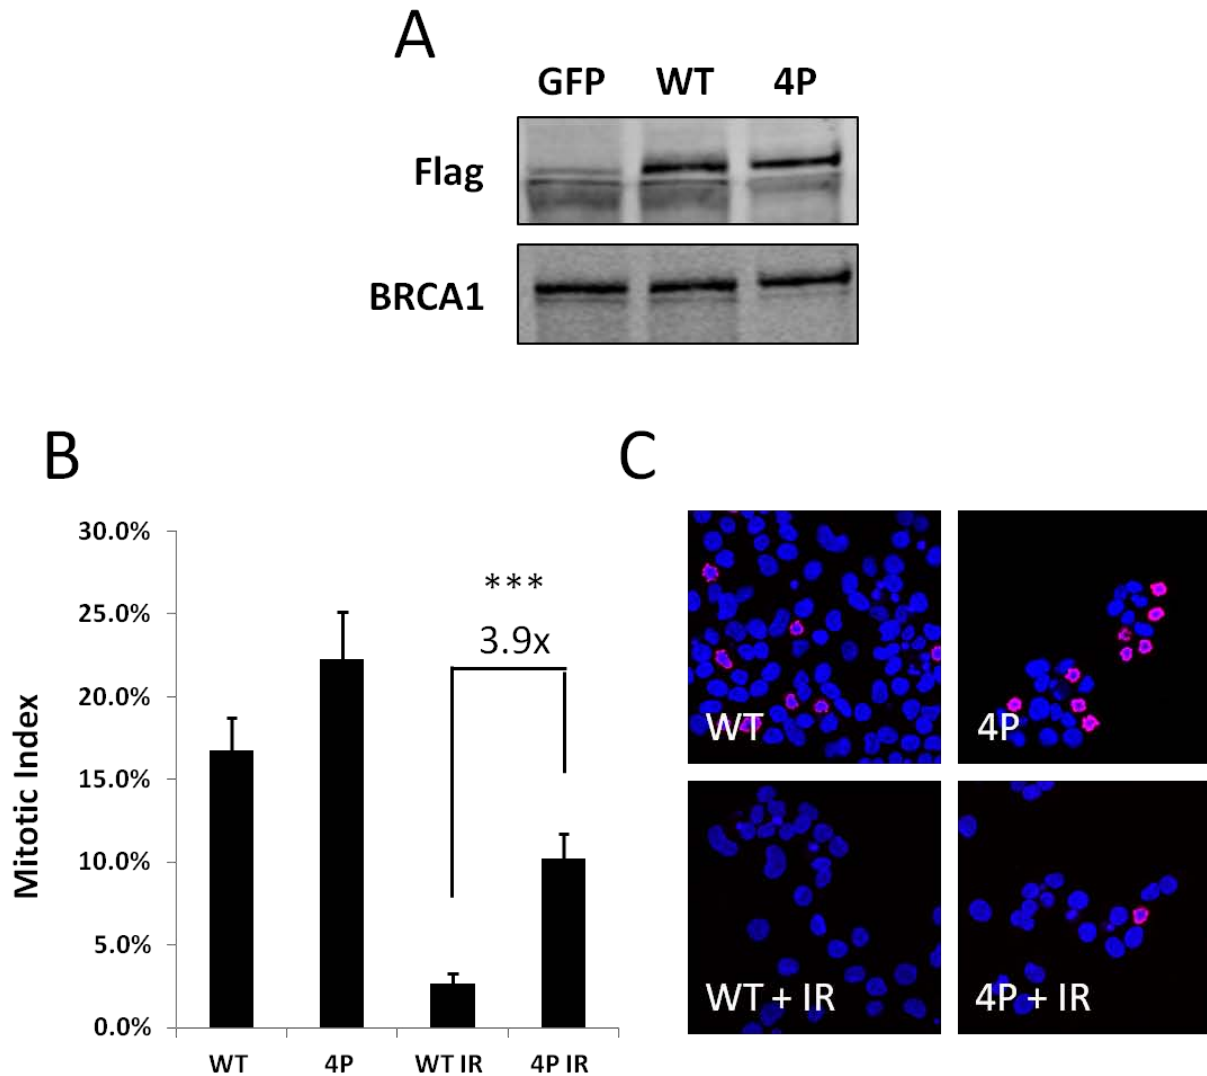 A
GFP WT 4P
Flag
BRCA1
B
30.0%
25.0%
20.0%
15.0%
10.0%
5.0%
0.0%
Mitotic Index
***
3.9x
WT 4P WT IR 4P IR
C
WT
4P
WT + IR
4P + IR